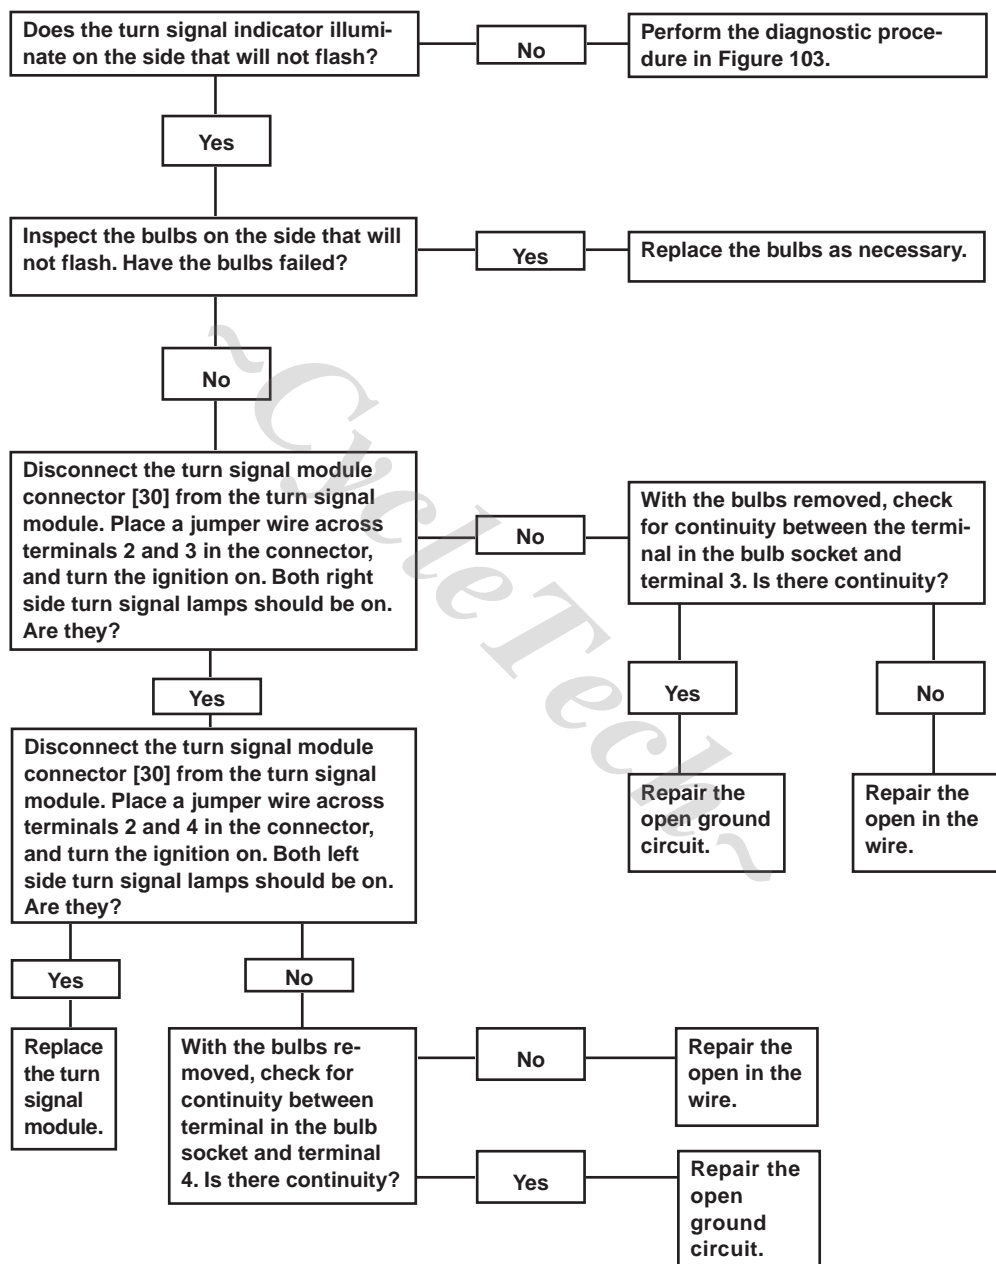 Does the turn signal indicator illumi-
nate on the side that will not flash?
No
Perform the diagnostic proce-
dure in Figure 103.
Yes
Inspect the bulbs on the side that will
not flash. Have the bulbs failed?
Yes
Replace the bulbs as necessary.
No
Disconnect the turn signal module
connector [30] from the turn signal
module. Place a jumper wire across
terminals 2 and 3 in the connector,
and turn the ignition on. Both right
side turn signal lamps should be on.
Are they?
No
With the bulbs removed, check
for continuity between the termi-
nal in the bulb socket and
terminal 3. Is there continuity?
Yes
No
Repair the
open ground
circuit.
Repair the
open in the
wire.
Yes
Disconnect the turn signal module
connector [30] from the turn signal
module. Place a jumper wire across
terminals 2 and 4 in the connector,
and turn the ignition on. Both left
side turn signal lamps should be on.
Are they?
Yes
No
Replace
the turn
signal
module.
With the bulbs re-
moved, check for
continuity between
terminal in the bulb
socket and terminal
4. Is there continuity?
No
Repair the
open in the
wire.
Yes
Repair the
open
ground
circuit.
~CycleTech~